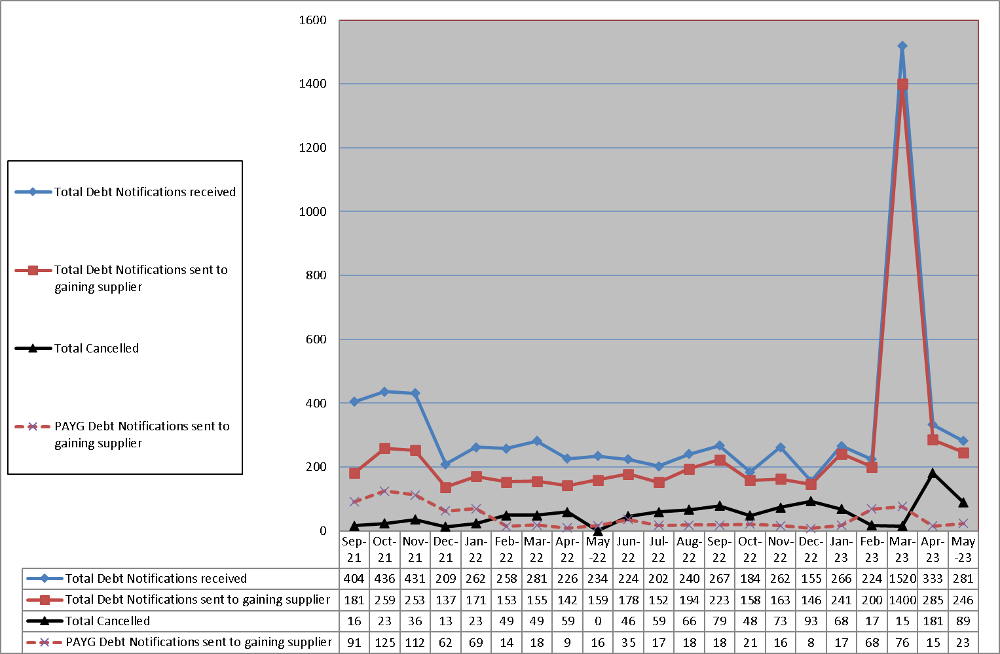 1600
1400
1200
1000
800
600
400
200
0
Total Debt Notifications received
Total Debt Notifications sent to
gaining supplier
Total Cancelled
PAYG Debt Notifications sent to
gaining supplier
Sep- Oct- Nov- Dec- Jan- Feb- Mar- Apr- May Jun- Jul- Aug- Sep- Oct- Nov- Dec- Jan- Feb- Mar- Apr- May
21 21 21 21 22 22 22 22 -22 22 22 22 22 22 22 22 23 23 23 23 -23
Total Debt Notifications received 404 436 431 209 262 258 281 226 234 224 202 240 267 184 262 155 266 224 1520 333 281
Total Debt Notifications sent to gaining supplier 181 259 253 137 171 153 155 142 159 178 152 194 223 158 163 146 241 200 1400 285 246
Total Cancelled 16 23 36 13 23 49 49 59 0 46 59 66 79 48 73 93 68 17 15 181 89
PAYG Debt Notifications sent to gaining supplier 91 125 112 62 69 14 18 9 16 35 17 18 18 21 16 8 17 68 76 15 23